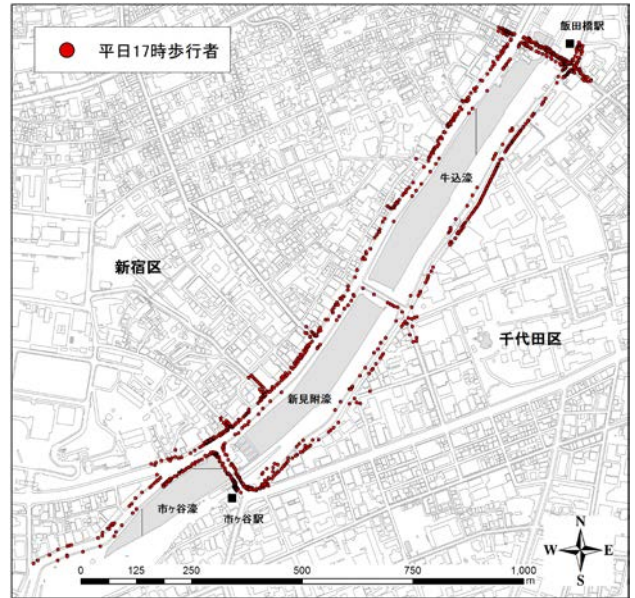 平日17時歩行者
飯田橋駅
牛込濠
新宿区
千代田区
新見附濠
市ヶ谷濠
市ヶ谷駅
N
W E
S
0 125 250 500 750 1,000
m